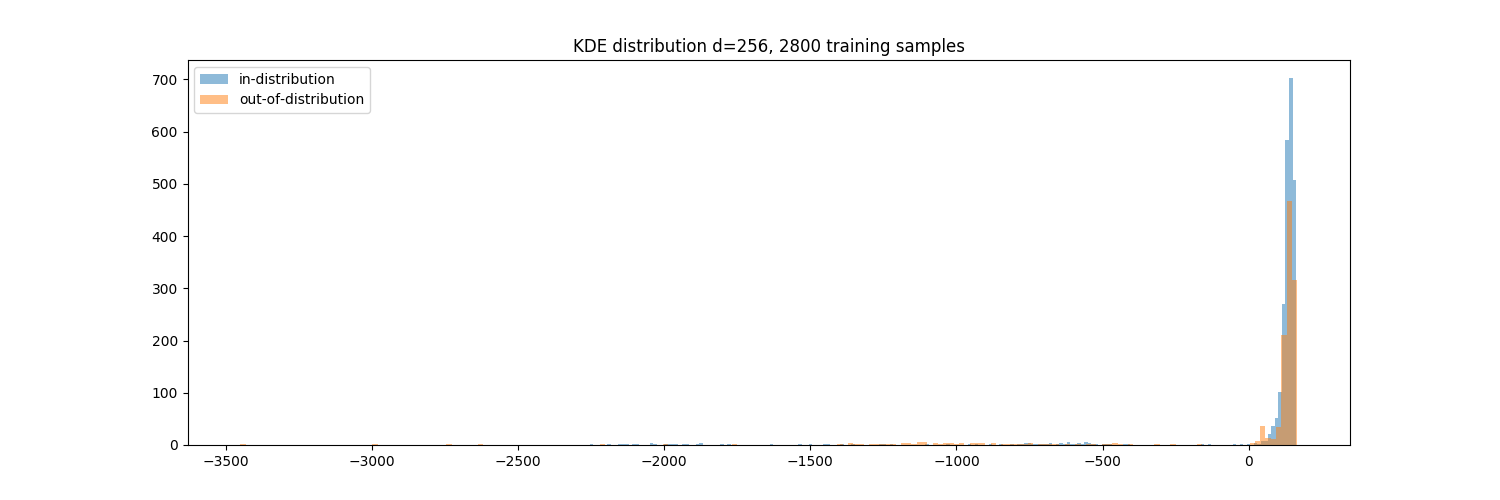 KDE distribution d=256, 2800 training samples
in-distribution
out-of-distribution
700
600
500
400
300
200
100
0
−3500 −3000 −2500 −2000 −1500 −1000 −500 0